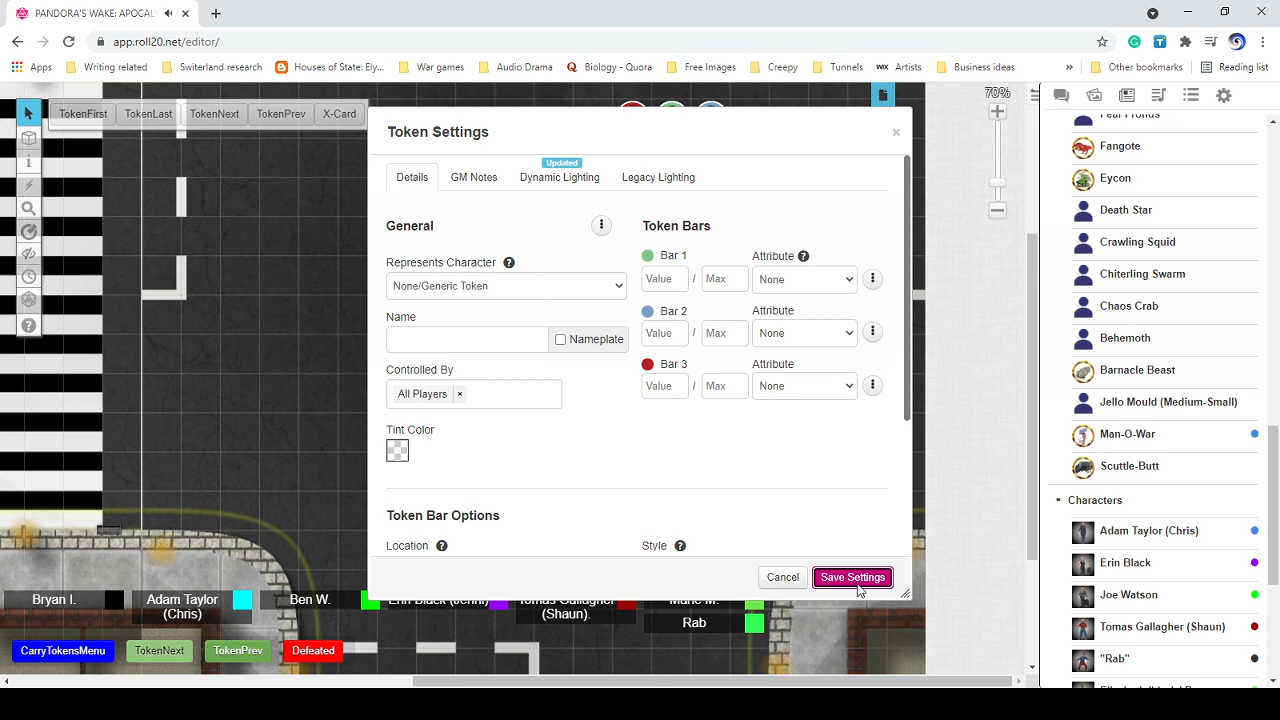 PANDORA'S WAKE: APOCAL
app.roll20.net/editor/
Apps
Writing related
Switerland research
Houses of State: Ely...
War games
Audio Drama
Biology - Quora
Free Images
Creepy
Tunnels
WIX Artists
Business ideas
»
Other bookmarks
Reading list
TokenFirst
TokenLast
TokenNext
TokenPrev
X-Card
70%
Token Settings
×
Updated
Details
GM Notes
Dynamic Lighting
Legacy Lighting
General
Token Bars
Represents Character
None/Generic Token
Name
Nameplate
Controlled By
All Players ×
Tint Color
Bar 1
Attribute
Value / Max
None
Bar 2
Attribute
Value / Max
None
Bar 3
Attribute
Value / Max
None
Token Bar Options
Location
Style
Cancel
Save Settings
Fangote
Eycon
Death Star
Crawling Squid
Chiterling Swarm
Chaos Crab
Behemoth
Barnacle Beast
Jello Mould (Medium-Small)
Man-O-War
Scuttle-Butt
Characters
Adam Taylor (Chris)
Erin Black
Joe Watson
Tomas Gallagher (Shaun)
"Rab"
Bryan I.
Adam Taylor
(Chris)
Ben W.
Erin Black (Jenni)
Tomas Gallagher
(Shaun).
Marie M.
Rab
CarryTokensMenu
TokenNext
TokenPrev
Defeated